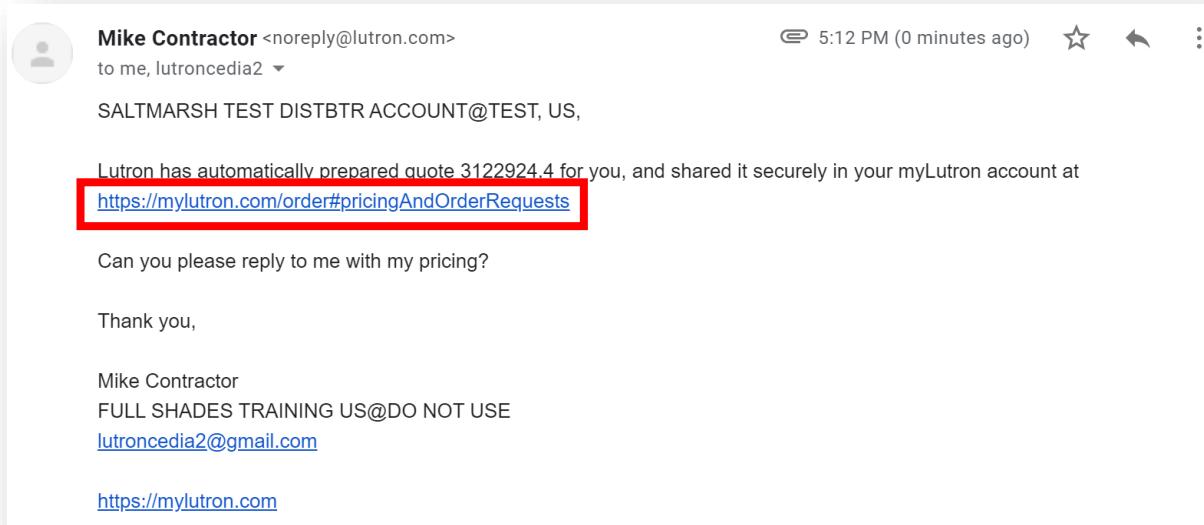 Mike Contractor <noreply@lutron.com> 5:12 PM (0 minutes ago)
to me, lutroncedia2
SALTMARSH TEST DISTBTR ACCOUNT@TEST, US,
Lutron has automatically prepared quote 3122924.4 for you, and shared it securely in your myLutron account at
https://mylutron.com/order#pricingAndOrderRequests
Can you please reply to me with my pricing?
Thank you,
Mike Contractor
FULL SHADES TRAINING US@DO NOT USE
lutroncedia2@gmail.com
https://mylutron.com